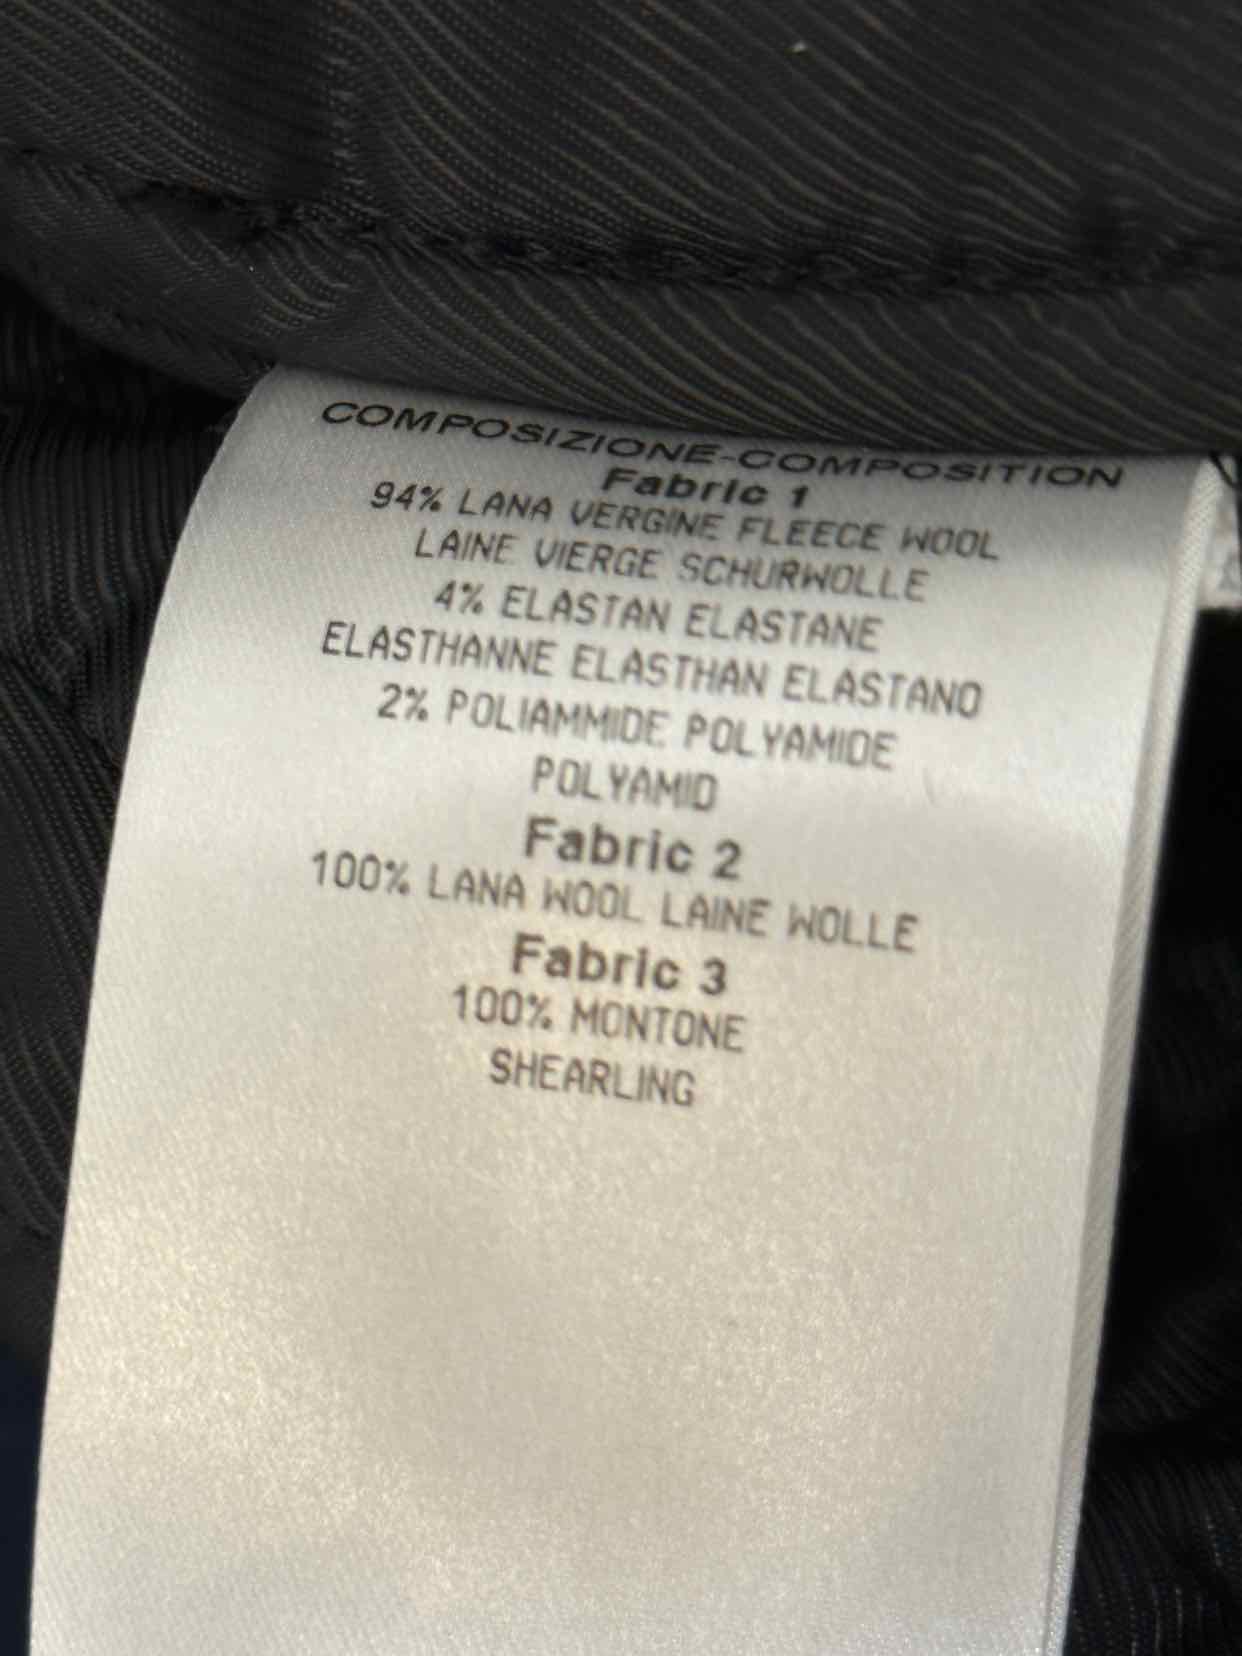 COMPOSIZIONE-COMPOSITION
Fabric 1
94% LANA VERGINE FLEECE WOOL
LAINE VIERGE SCHURWOLLE
4% ELASTAN ELASTANE
ELASTHANNE ELASTHAN ELASTANO
2% POLIAMMIDE POLYAMIDE
POLYAMID
Fabric 2
100% LANA WOOL LAINE WOLLE
Fabric 3
100% MONTONE
SHEARLING